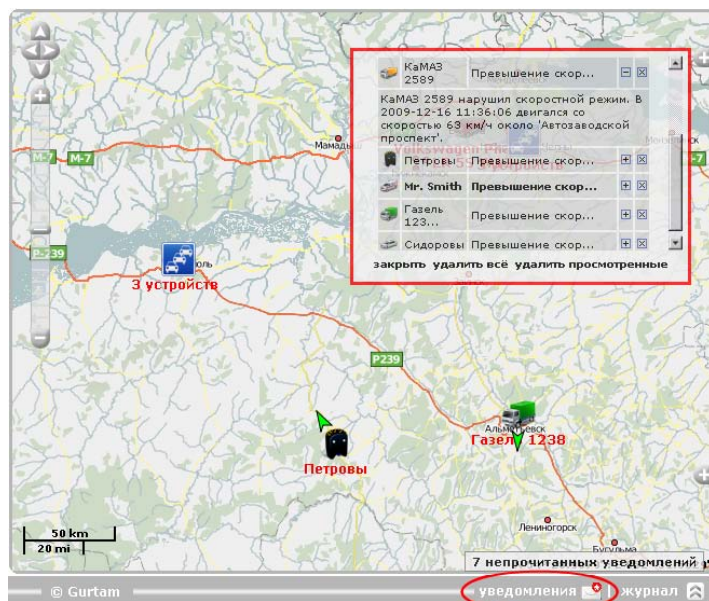 КаМАЗ
2589
Превышение скор...
КаМАЗ 2589 нарушил скоростной режим. В
2009-12-16 11:36:06 двигался со
скоростью 63 км/ч около 'Автозаводской
проспект'.
Петровы Превышение скор...
Mr. Smith Превышение скор...
Газель
123...
Превышение скор...
Сидоровы Превышение скор...
закрыть удалить всё удалить просмотренные
M-7
M-7
-7
P-239
3 устройств
P239
Альметьевск
Газель 1238
Петровы
50 km
20 mi
Лениногорск
Бугульма
7 непрочитанных уведомлений
© Gurtam
уведомления
журнал